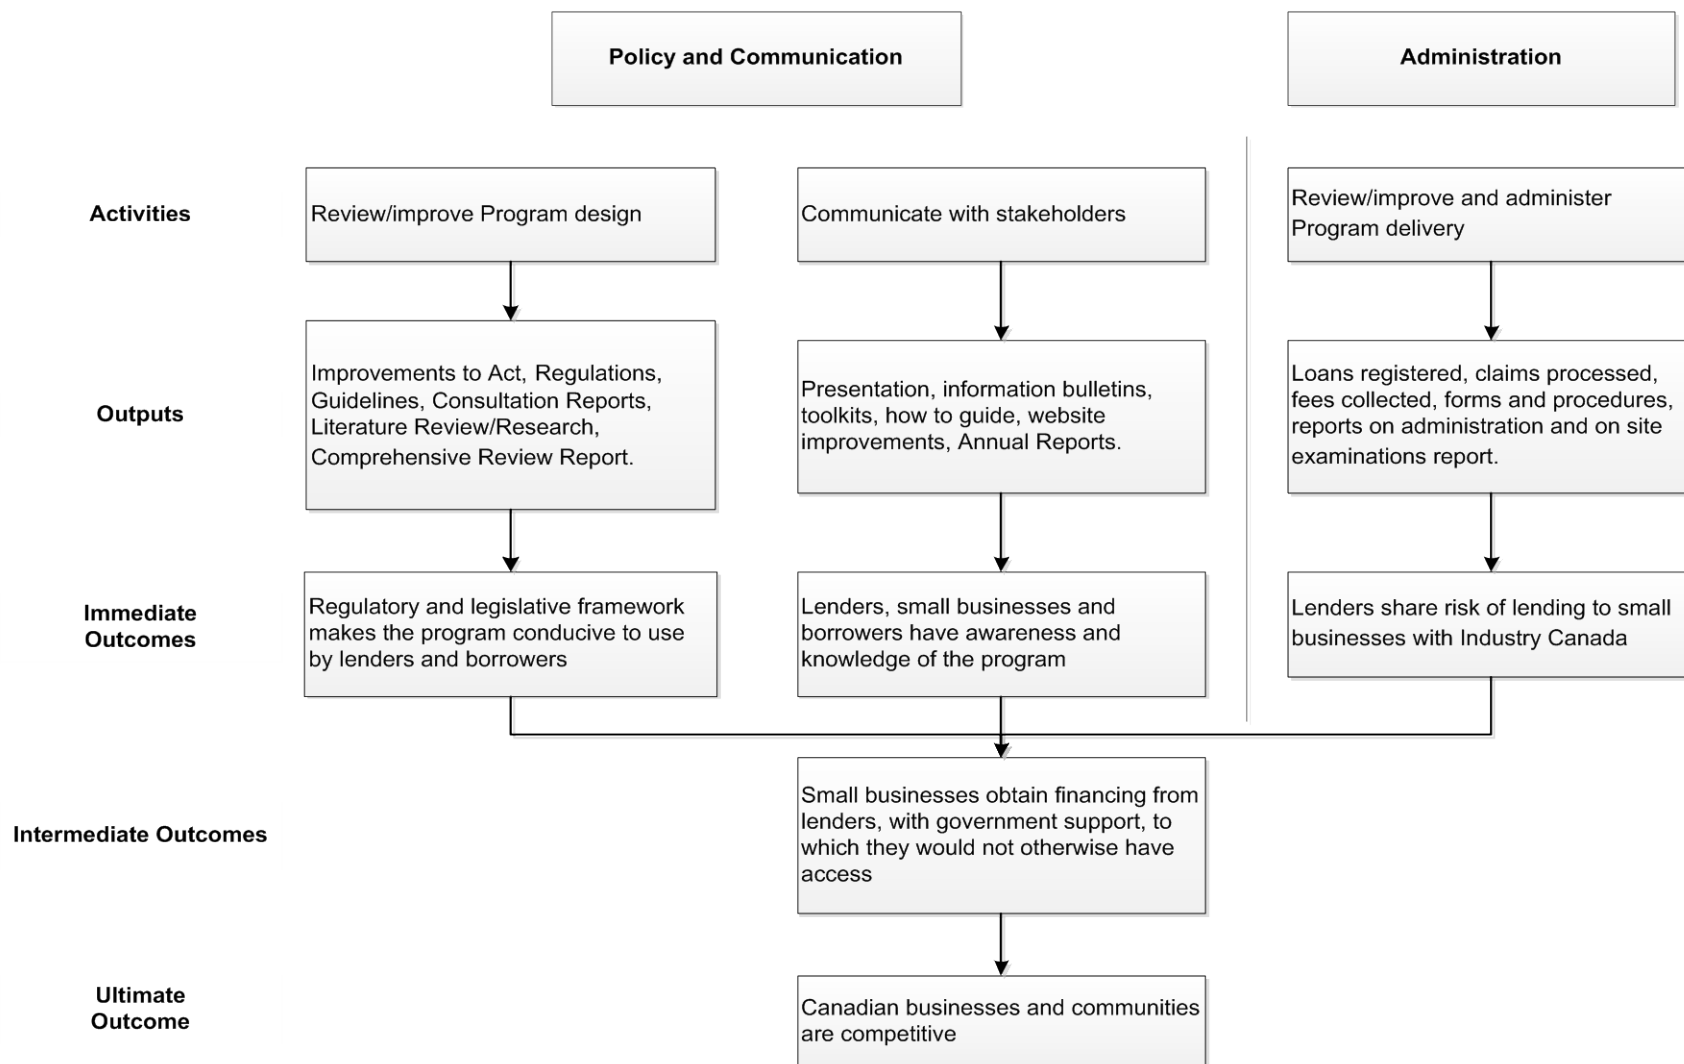 Policy and Communication
Administration
Activities
Review/improve Program design
Communicate with stakeholders
Review/improve and administer
Program delivery
Outputs
Improvements to Act, Regulations,
Guidelines, Consultation Reports,
Literature Review/Research,
Comprehensive Review Report.
Presentation, information bulletins,
toolkits, how to guide, website
improvements, Annual Reports.
Loans registered, claims processed,
fees collected, forms and procedures,
reports on administration and on site
examinations report.
Immediate
Outcomes
Regulatory and legislative framework
makes the program conducive to use
by lenders and borrowers
Lenders, small businesses and
borrowers have awareness and
knowledge of the program
Lenders share risk of lending to small
businesses with Industry Canada
Intermediate Outcomes
Small businesses obtain financing from
lenders, with government support, to
which they would not otherwise have
access
Ultimate
Outcome
Canadian businesses and communities
are competitive